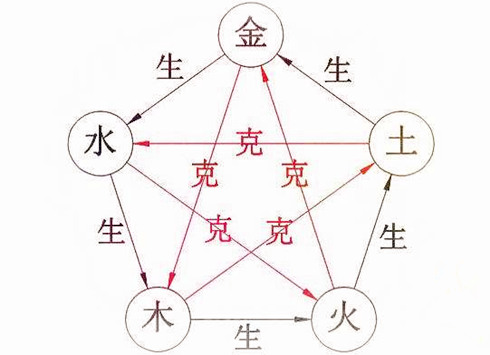 金
生 生
水 克 土
克 克
生 克 克 生
木 生 火